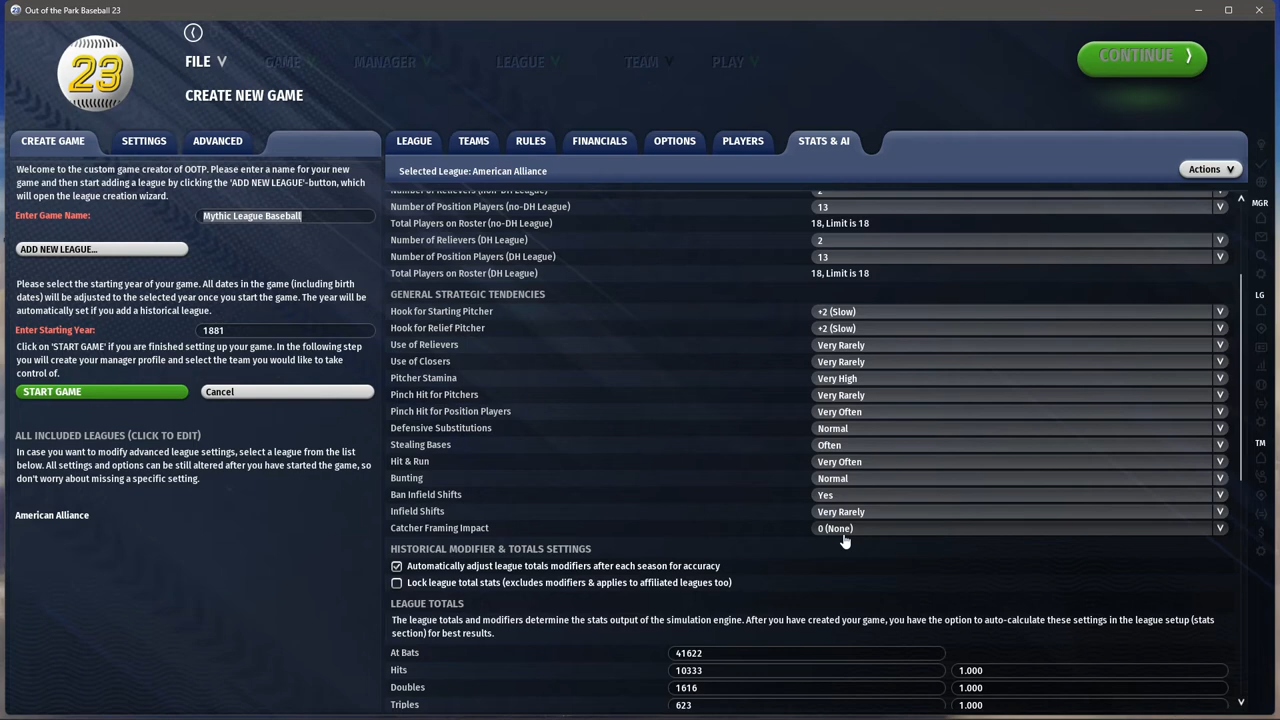 Out of the Park Baseball 23
23
FILE
GAME
MANAGER
LEAGUE
TEAM
PLAY
CONTINUE
CREATE NEW GAME
CREATE GAME
SETTINGS
ADVANCED
LEAGUE
TEAMS
RULES
FINANCIALS
OPTIONS
PLAYERS
STATS & AI
Welcome to the custom game creator of OOTP. Please enter a name for your new
game and then start adding a league by clicking the 'ADD NEW LEAGUE'-button, which
will open the league creation wizard.
Enter Game Name: Mythic League Baseball
ADD NEW LEAGUE...
Please select the starting year of your game. All dates in the game (including birth
dates) will be adjusted to the selected year once you start the game. The year will be
automatically set if you add a historical league.
Enter Starting Year: 1881
Click on 'START GAME' if you are finished setting up your game. In the following step
you will create your manager profile and select the team you would like to take
control of.
START GAME
Cancel
ALL INCLUDED LEAGUES (CLICK TO EDIT)
In case you want to modify advanced league settings, select a league from the list
below. All settings and options can be still altered after you have started the game, so
don't worry about missing a specific setting.
American Alliance
Selected League: American Alliance
Actions
Number of Relievers (non-DH League) 2
Number of Position Players (no-DH League) 13
Total Players on Roster (no-DH League) 18, Limit is 18
Number of Relievers (DH League) 2
Number of Position Players (DH League) 13
Total Players on Roster (DH League) 18, Limit is 18
GENERAL STRATEGIC TENDENCIES
Hook for Starting Pitcher +2 (Slow)
Hook for Relief Pitcher +2 (Slow)
Use of Relievers Very Rarely
Use of Closers Very Rarely
Pitcher Stamina Very High
Pinch Hit for Pitchers Very Rarely
Pinch Hit for Position Players Very Often
Defensive Substitutions Normal
Stealing Bases Often
Hit & Run Very Often
Bunting Normal
Ban Infield Shifts Yes
Infield Shifts Very Rarely
Catcher Framing Impact 0 (None)
HISTORICAL MODIFIER & TOTALS SETTINGS
Automatically adjust league totals modifiers after each season for accuracy
Lock league total stats (excludes modifiers & applies to affiliated leagues too)
LEAGUE TOTALS
The league totals and modifiers determine the stats output of the simulation engine. After you have created your game, you have the option to auto-calculate these settings in the league setup (stats
section) for best results.
At Bats 41622
Hits 10333 1.000
Doubles 1616 1.000
Triples 623 1.000
MGR
LG
TM